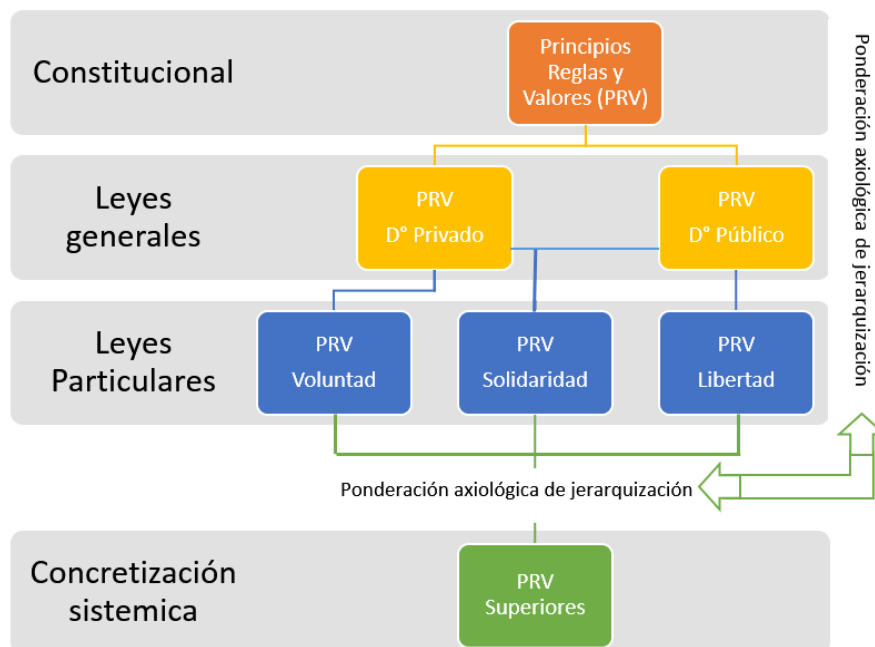 Constitucional
Principios
Reglas y
Valores (PRV)
Leyes
generales
PRV
D° Privado
PRV
D° Público
Leyes
Particulares
PRV
Voluntad
PRV
Solidaridad
PRV
Libertad
Ponderación axiológica de jerarquización
Concretización
sistemica
PRV
Superiores
Ponderación axiológica de jerarquización